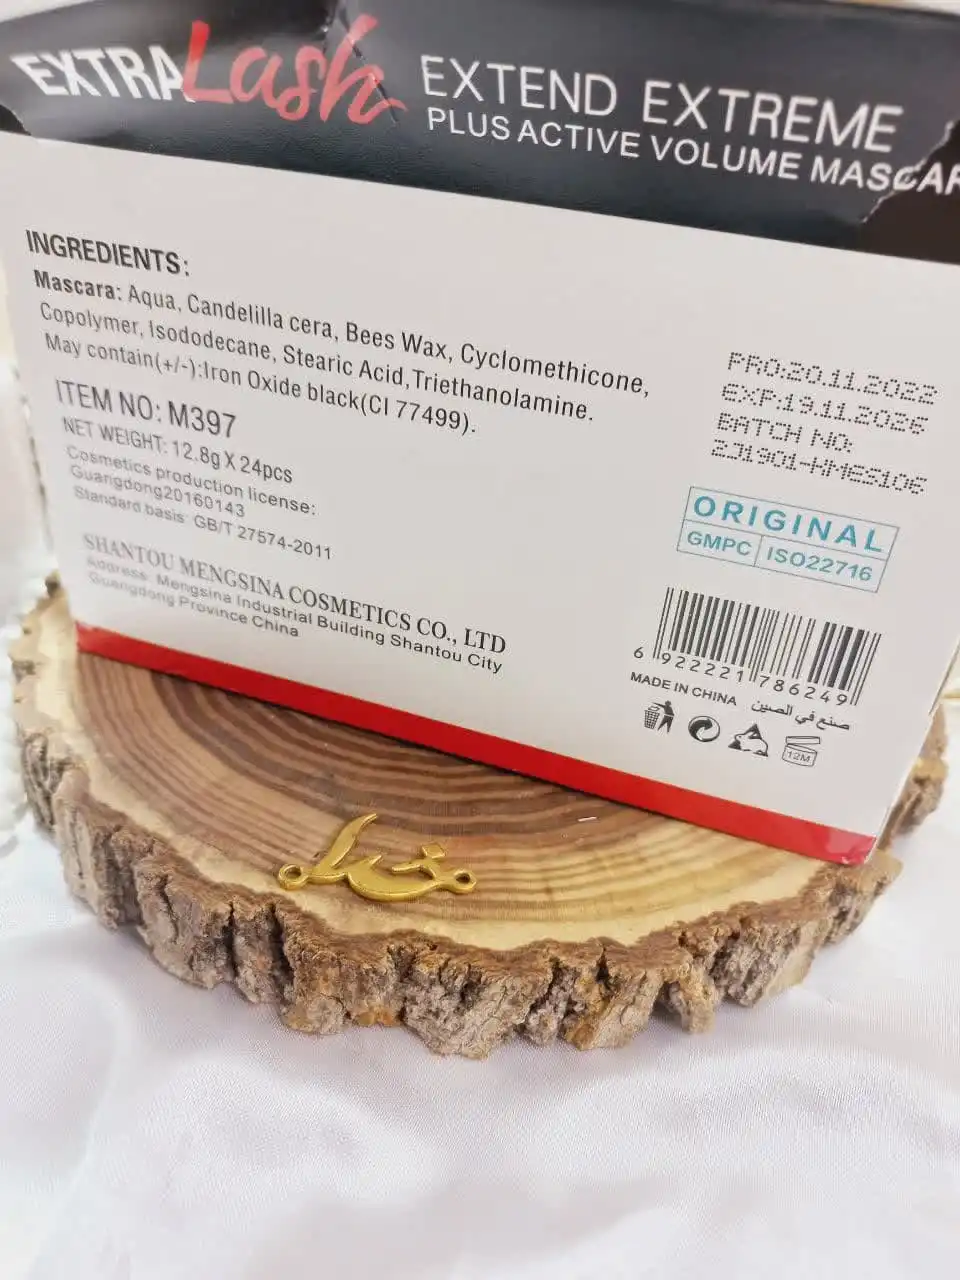 EXTRA Lash
EXTEND EXTREME
PLUS ACTIVE VOLUME
INGREDIENTS:
Mascara: Aqua, Candelilla cera, Bees Wax, Cyclomethicone,
Copolymer, Isododecane, Stearic Acid,Triethanolamine.
May contain(+/-):Iron Oxide black(CI 77499).
ITEM NO: M397
NET WEIGHT: 12.8g X 24pcs
Cosmetics production license:
Guangdong20160143
Standard basis: GB/T 27574-2011
SHANTOU MENGSINA COSMETICS CO., LTD
Address: Mengsina Industrial Building Shantou City
Guangdong Province China
PRO:20.11.2022
EXP:19.11.2026
BATCH NO:
ZJ1901-HMES106
ORIGINAL
GMPC ISO22716
6 922221 786249
MADE IN CHINA صنع في الصين
12M
خدا